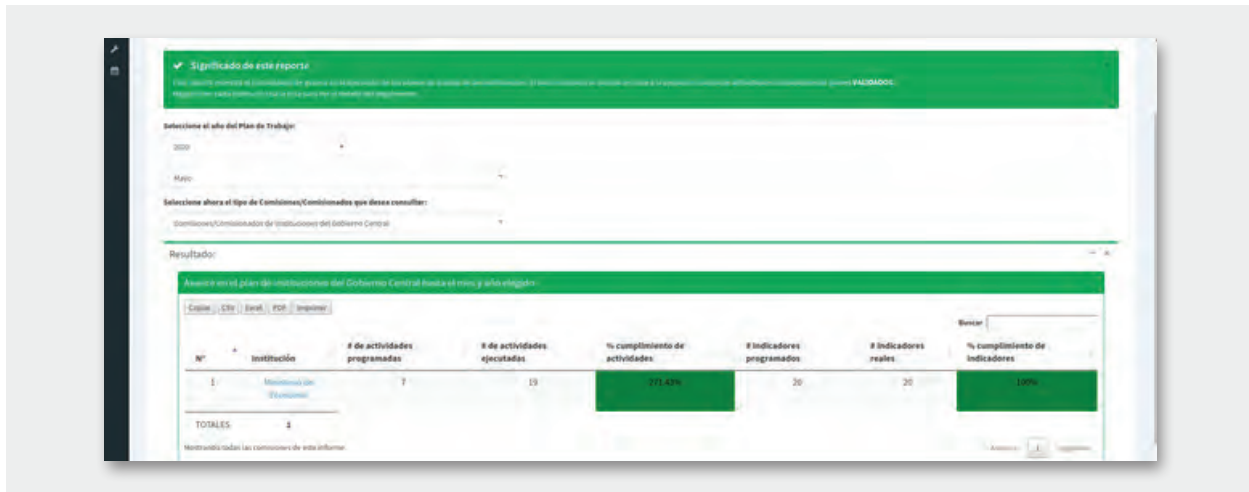 Significado de este reporte
VALIDADOS.
Seleccione el año del Plan de Trabajo:
2020
Mayo
Seleccione ahora el tipo de Comisiones/Comisionados que desea consultar:
Comisiones/Comisionados de Instituciones del Gobierno Central
Resultado:
Avance en el plan de instituciones del Gobierno Central hasta el mes y año elegido
Copiar CSV Excel PDF Imprimir
Buscar
N° Institución # de actividades programadas # de actividades ejecutadas % cumplimiento de actividades # Indicadores programados # Indicadores reales % cumplimiento de indicadores
1 Ministerio de Economía 7 19 271.43% 20 20 100%
TOTALES 1
Mostrando todas las comisiones de este informe
Anterior 1 Siguiente